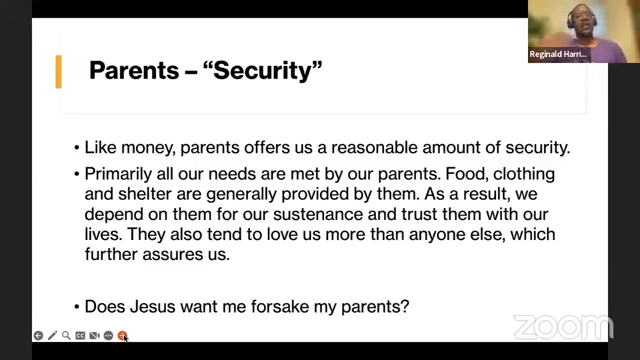 Reginald Harri...
Parents – “Security”
• Like money, parents offers us a reasonable amount of security.
• Primarily all our needs are met by our parents. Food, clothing
and shelter are generally provided by them. As a result, we
depend on them for our sustenance and trust them with our
lives. They also tend to love us more than anyone else, which
further assures us.
• Does Jesus want me forsake my parents?
CC
zoom